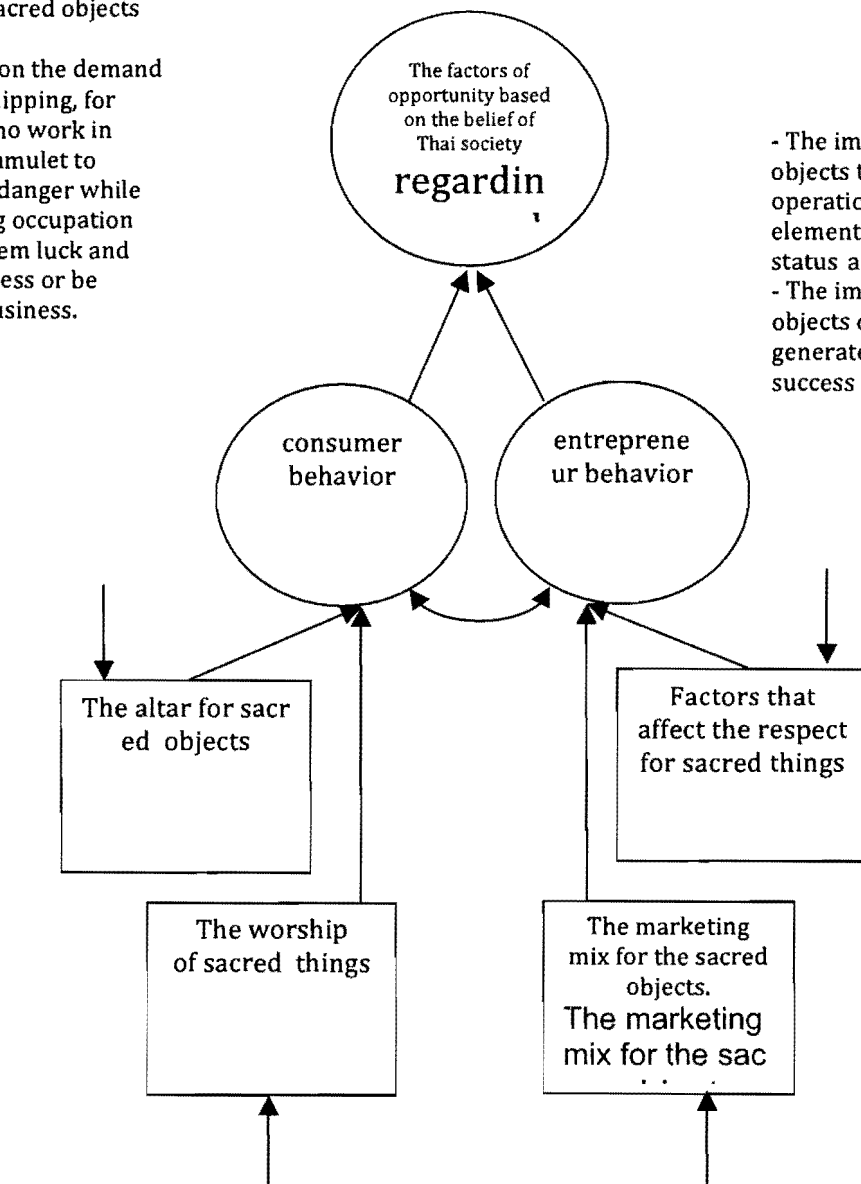 acred objects
on the demand
ipping, for
no work in
amulet to
danger while
g occupation
em luck and
ess or be
usiness.
The factors of
opportunity based
on the belief of
Thai society
regardin
- The im
objects t
operatio
element
status a
- The im
objects o
generate
success
consumer
behavior
entreprene
ur behavior
The altar for sacr
ed objects
Factors that
affect the respect
for sacred things
The worship
of sacred things
The marketing
mix for the sacred
objects.
The marketing
mix for the sac